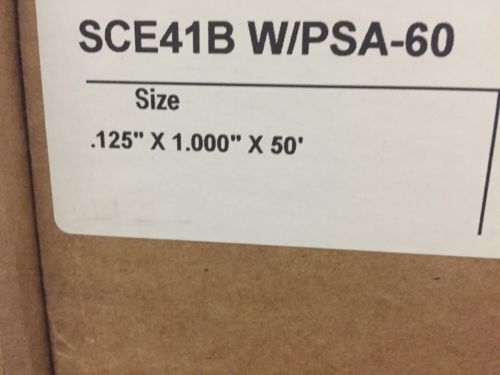 SCE41B W/PSA-60
Size
.125" X 1.000" X 50'